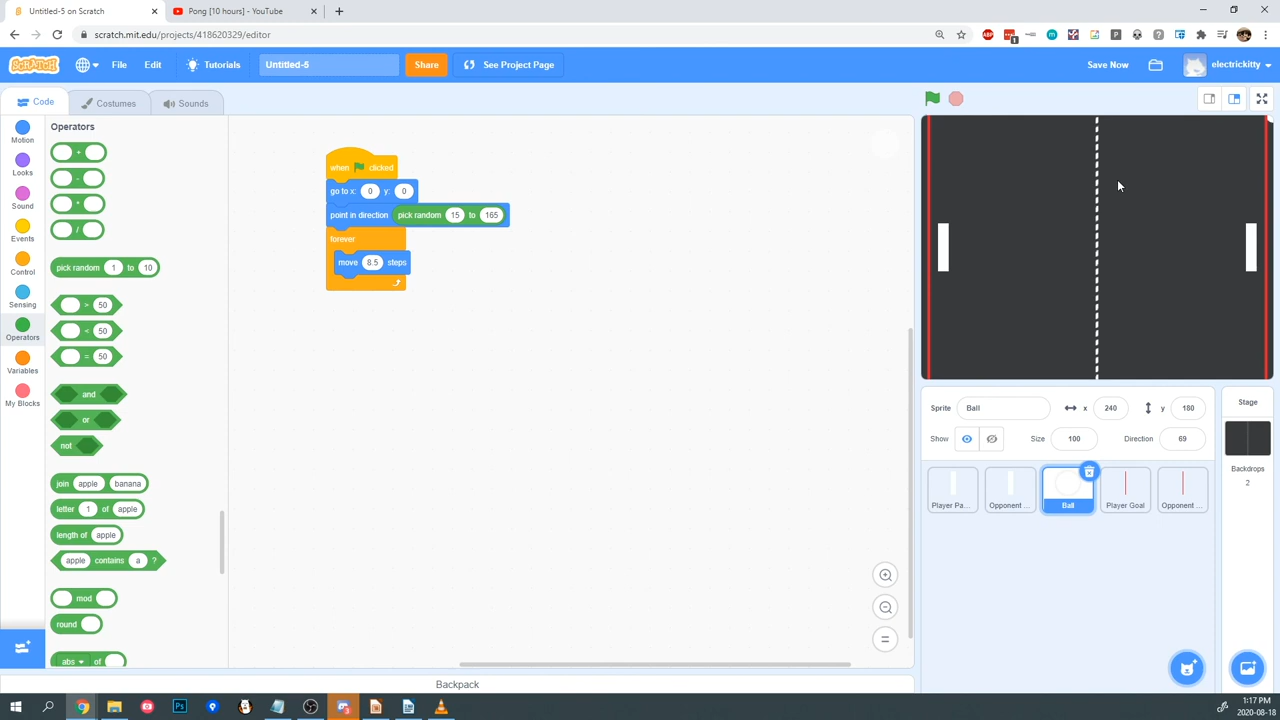 Untitled-5 on Scratch
Pong [10 hours] - YouTube
scratch.mit.edu/projects/418620329/editor
SCRATCH
File
Edit
Tutorials
Untitled-5
Share
See Project Page
Save Now
electrickitty
Code
Costumes
Sounds
Motion
Looks
Sound
Events
Control
Sensing
Operators
Variables
My Blocks
Operators
+
-
*
/
pick random 1 to 10
> 50
< 50
= 50
and
or
not
join apple banana
letter 1 of apple
length of apple
apple contains a ?
mod
round
abs of
when clicked
go to x: 0 y: 0
point in direction pick random 15 to 165
forever
move 8.5 steps
Sprite Ball x 240 y 180
Show Size 100 Direction 69
Player Pa...
Opponent ...
Ball
Player Goal
Opponent ...
Stage
Backdrops
2
Backpack
1:17 PM
2020-08-18